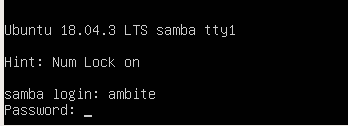 Ubuntu 18.04.3 LTS samba tty1
Hint: Num Lock on
samba login: ambite
Password: _